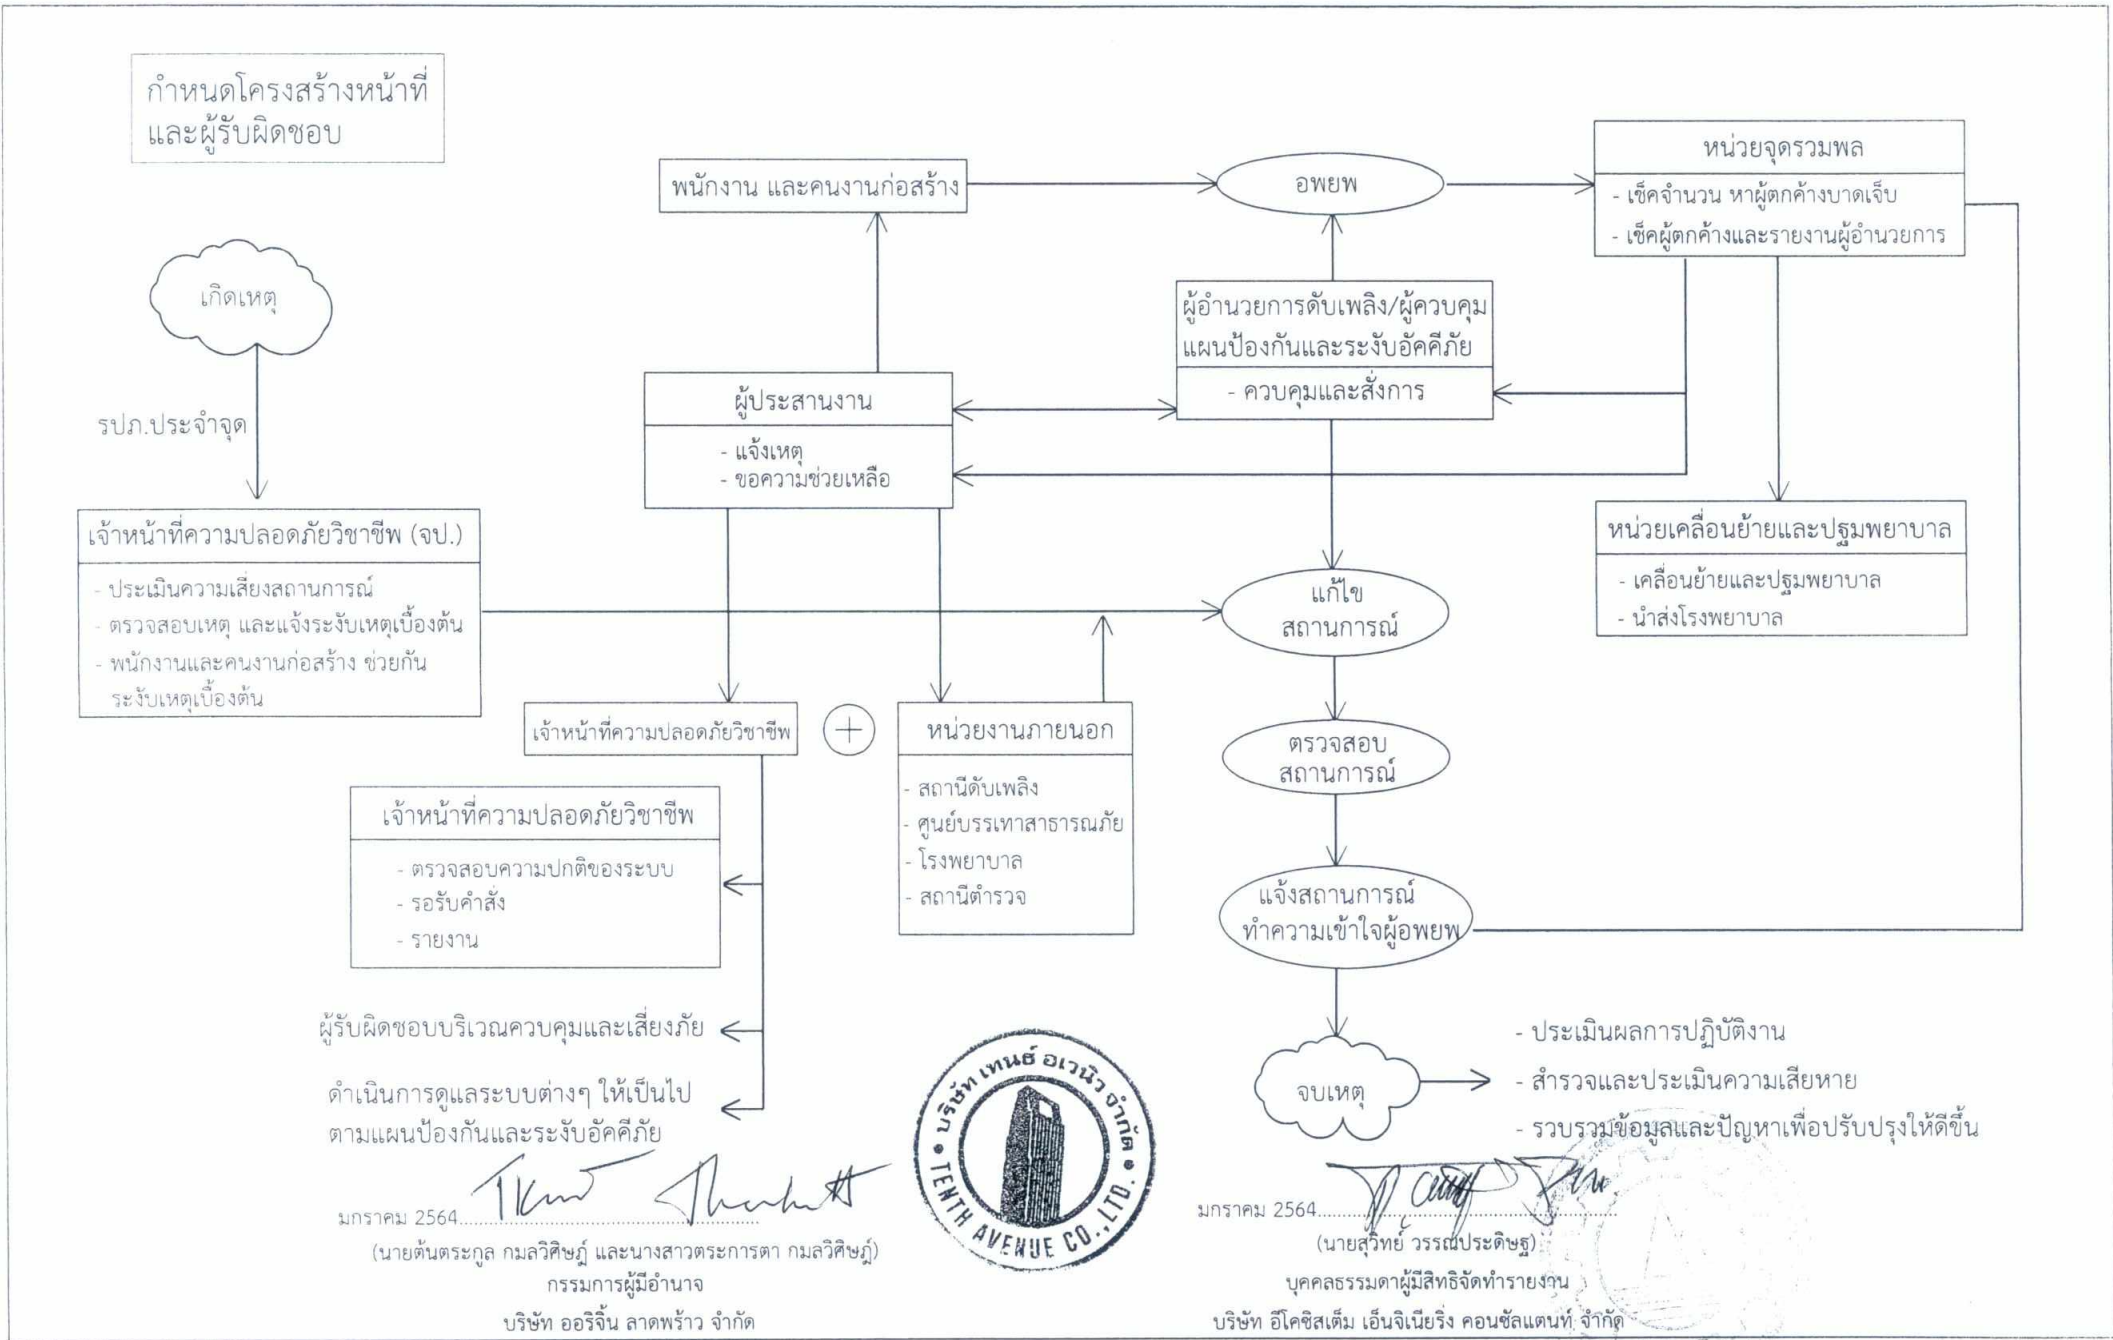 กำหนดโครงสร้างหน้าที่
และผู้รับผิดชอบ
เกิดเหตุ
รปภ.ประจำจุด
เจ้าหน้าที่ความปลอดภัยวิชาชีพ (จป.)
- ประเมินความเสี่ยงสถานการณ์
- ตรวจสอบเหตุ และแจ้งระงับเหตุเบื้องต้น
- พนักงานและคนงานก่อสร้าง ช่วยกัน
ระงับเหตุเบื้องต้น
พนักงาน และคนงานก่อสร้าง
อพยพ
หน่วยจุดรวมพล
- เช็คจำนวน หาผู้ตกค้างบาดเจ็บ
- เช็คผู้ตกค้างและรายงานผู้อำนวยการ
ผู้อำนวยการดับเพลิง/ผู้ควบคุม
แผนป้องกันและระงับอัคคีภัย
- ควบคุมและสั่งการ
ผู้ประสานงาน
- แจ้งเหตุ
- ขอความช่วยเหลือ
หน่วยเคลื่อนย้ายและปฐมพยาบาล
- เคลื่อนย้ายและปฐมพยาบาล
- นำส่งโรงพยาบาล
แก้ไข
สถานการณ์
เจ้าหน้าที่ความปลอดภัยวิชาชีพ
+
หน่วยงานภายนอก
- สถานีดับเพลิง
- ศูนย์บรรเทาสาธารณภัย
- โรงพยาบาล
- สถานีตำรวจ
ตรวจสอบ
สถานการณ์
เจ้าหน้าที่ความปลอดภัยวิชาชีพ
- ตรวจสอบความปกติของระบบ
- รอรับคำสั่ง
- รายงาน
แจ้งสถานการณ์
ทำความเข้าใจผู้อพยพ
ผู้รับผิดชอบบริเวณควบคุมและเสี่ยงภัย
ดำเนินการดูแลระบบต่างๆ ให้เป็นไป
ตามแผนป้องกันและระงับอัคคีภัย
จบเหตุ
- ประเมินผลการปฏิบัติงาน
- สำรวจและประเมินความเสียหาย
- รวบรวมข้อมูลและปัญหาเพื่อปรับปรุงให้ดีขึ้น
บริษัท เทนธ์ อเวนิว จำกัด
TENTH AVENUE CO.,LTD.
มกราคม 2564
(นายต้นตระกูล กมลวิศิษฎ์ และนางสาวตระการตา กมลวิศิษฎ์)
กรรมการผู้มีอำนาจ
บริษัท ออริจิ้น ลาดพร้าว จำกัด
มกราคม 2564
(นายสุวิทย์ วรรณประดิษฐ)
บุคคลธรรมดาผู้มีสิทธิจัดทำรายงาน
บริษัท อีโคซิสเต็ม เอ็นจิเนียริ่ง คอนซัลแตนท์ จำกัด